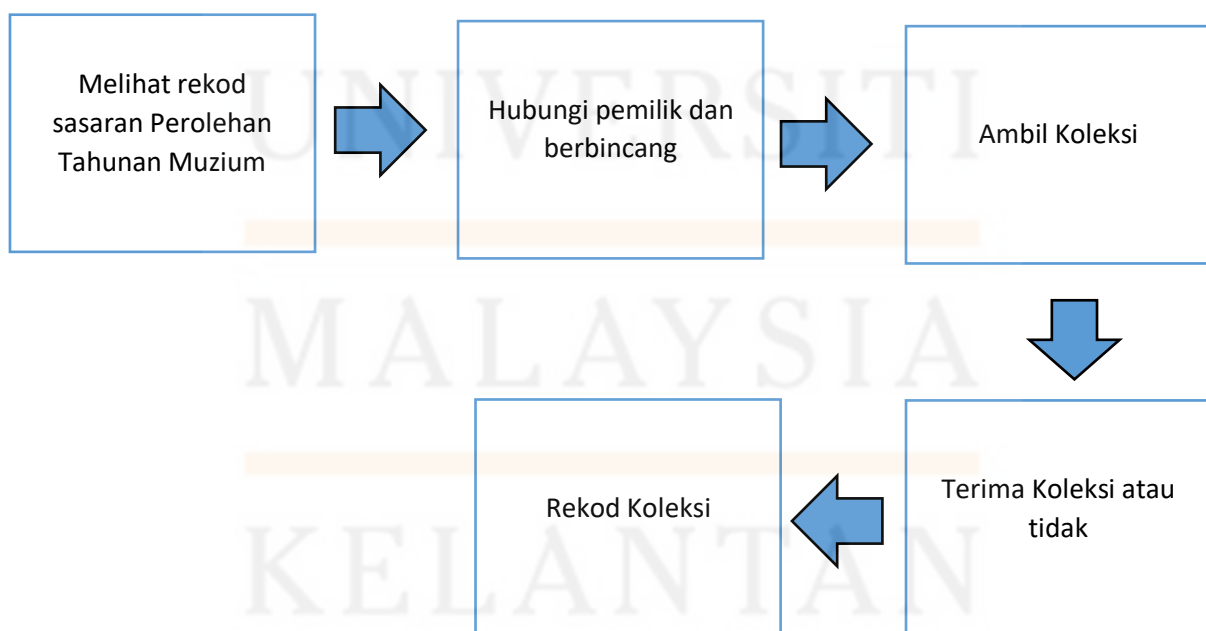 UNIVERSITI
Melihat rekod
sasaran Perolehan
Tahunan Muzium
Hubungi pemilik dan
berbincang
Ambil Koleksi
MALAYSIA
Terima Koleksi atau
tidak
Rekod Koleksi
KELANTAN